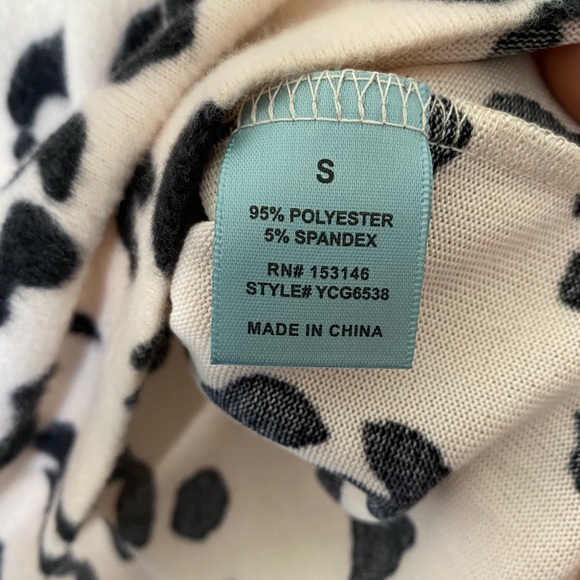 S
95% POLYESTER
5% SPANDEX
RN# 153146
STYLE# YCG6538
MADE IN CHINA